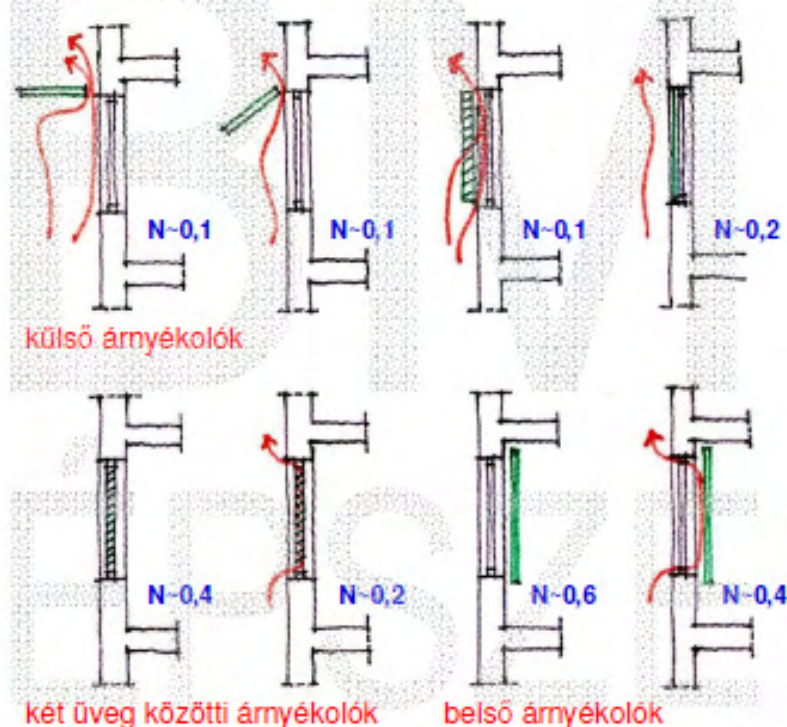 N~0,1 N~0,1 N~0,1 N~0,2
külső árnyékolók
N~0,4 N~0,2 N~0,6 N~0,4
két üveg közötti árnyékolók belső árnyékolók